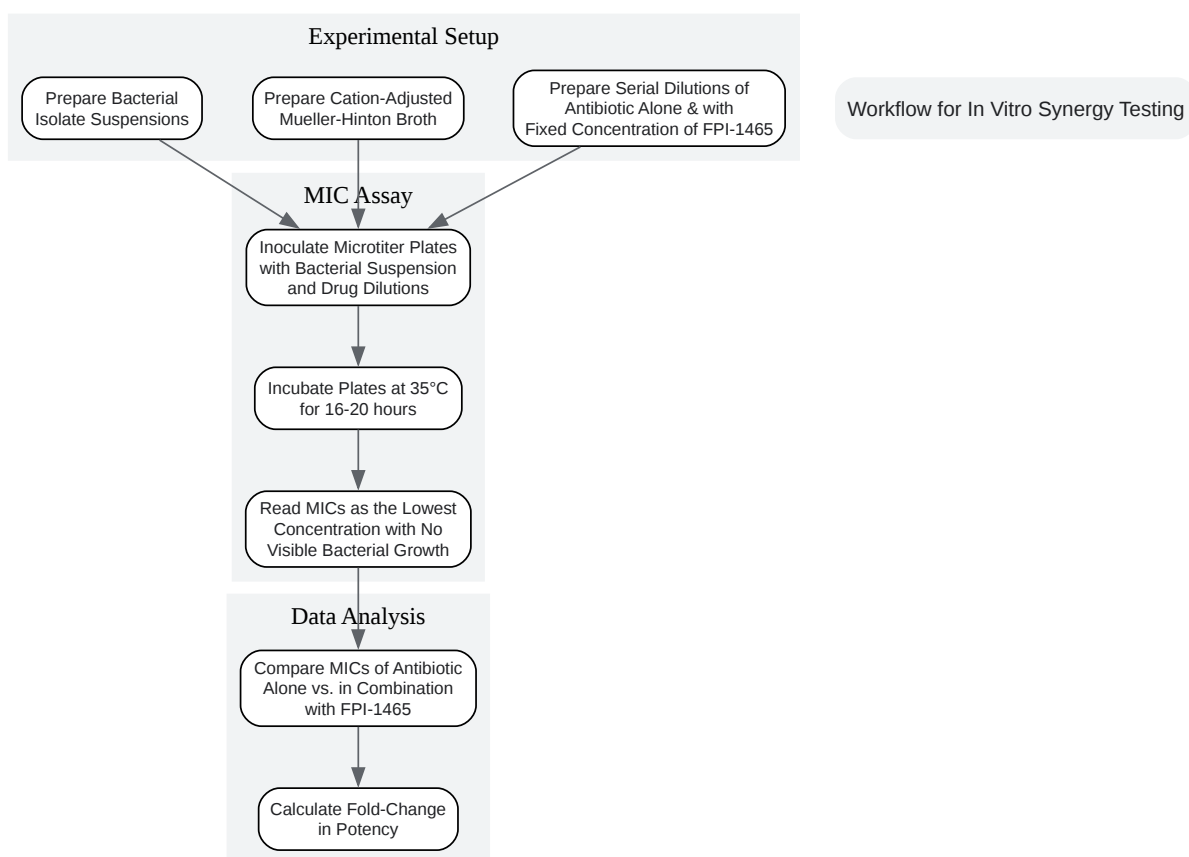 Experimental Setup
Prepare Bacterial
Isolate Suspensions
Prepare Cation-Adjusted
Mueller-Hinton Broth
Prepare Serial Dilutions of
Antibiotic Alone & with
Fixed Concentration of FPI-1465
Workflow for In Vitro Synergy Testing
MIC Assay
Inoculate Microtiter Plates
with Bacterial Suspension
and Drug Dilutions
Incubate Plates at 35°C
for 16-20 hours
Read MICs as the Lowest
Concentration with No
Visible Bacterial Growth
Data Analysis
Compare MICs of Antibiotic
Alone vs. in Combination
with FPI-1465
Calculate Fold-Change
in Potency